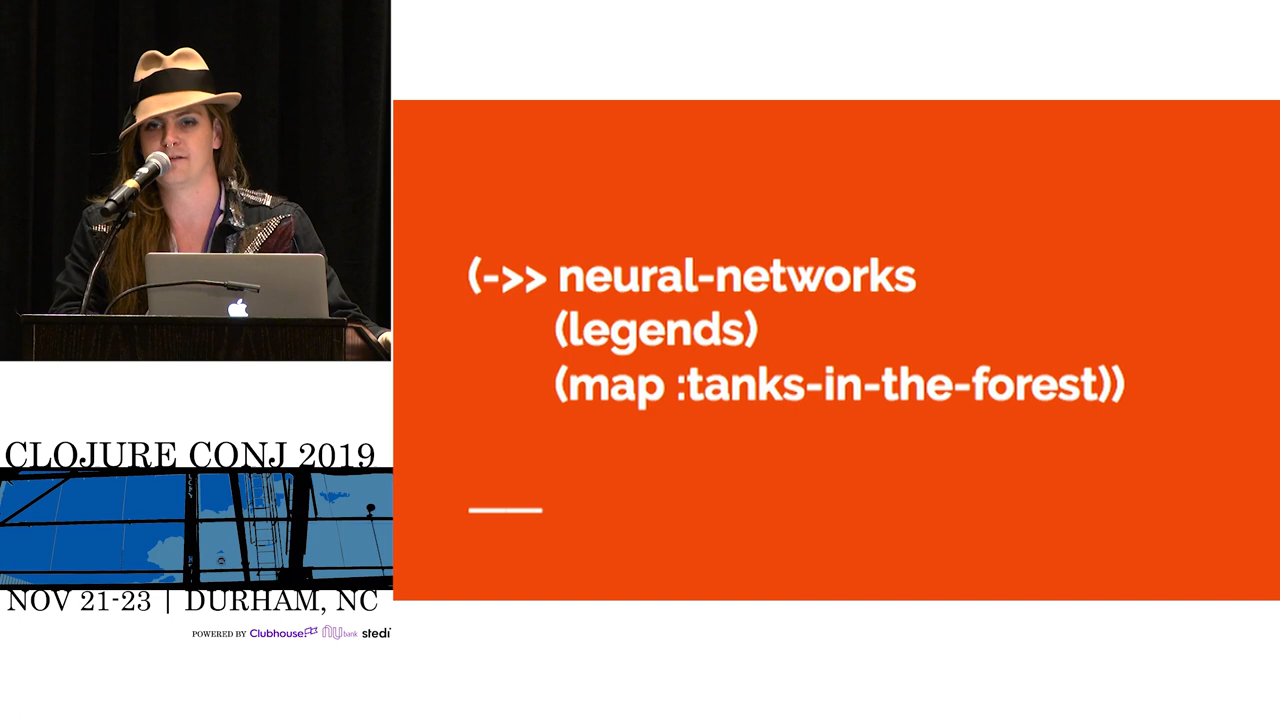 (->> neural-networks
(legends)
(map :tanks-in-the-forest))
CLOJURE CONJ 2019
NOV 21-23 | DURHAM, NC
POWERED BY Clubhouse nu bank stedi